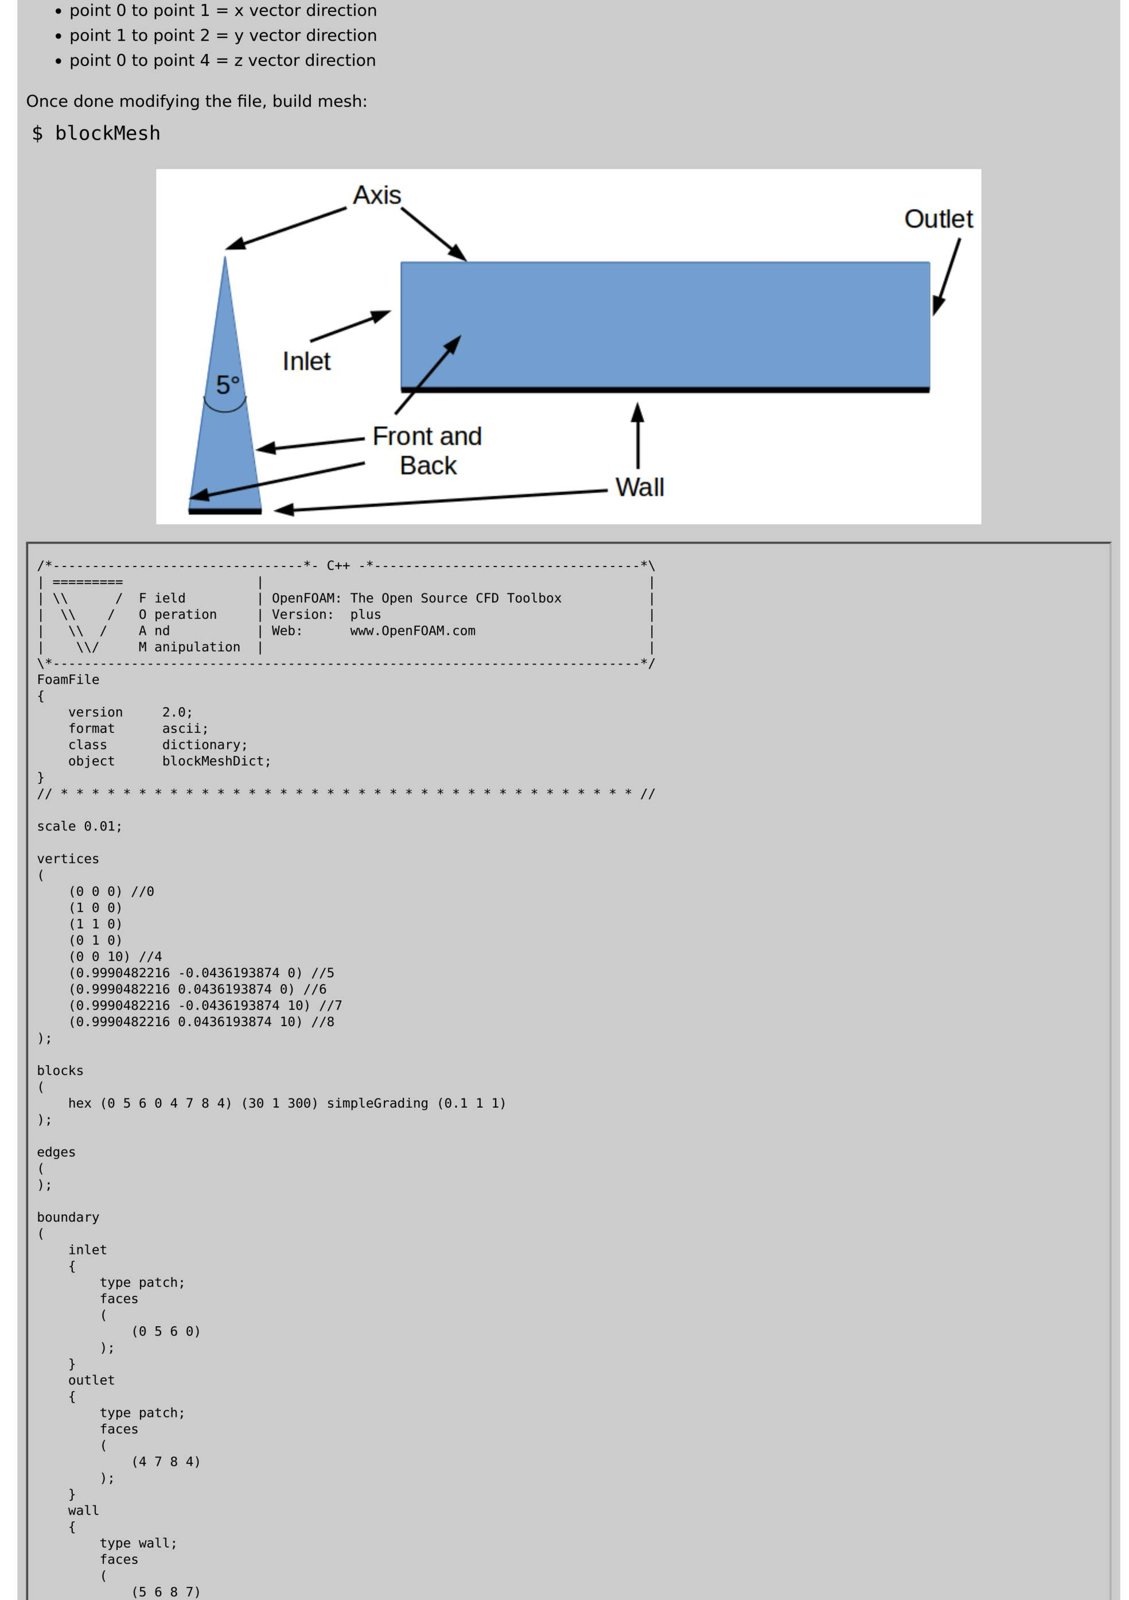 • point 0 to point 1 = x vector direction
• point 1 to point 2 = y vector direction
• point 0 to point 4 = z vector direction
Once done modifying the file, build mesh:
$ blockMesh
Axis
Outlet
Inlet
5°
Front and
Back
Wall
/*--------------------------------*- C++ -*----------------------------------*\
| =========                 |                                                 |
| \\      /  F ield         | OpenFOAM: The Open Source CFD Toolbox           |
|  \\    /   O peration     | Version:  plus                                  |
|   \\  /    A nd           | Web:      www.OpenFOAM.com                      |
|    \\/     M anipulation  |                                                 |
\*---------------------------------------------------------------------------*/
FoamFile
{
    version     2.0;
    format      ascii;
    class       dictionary;
    object      blockMeshDict;
}
// * * * * * * * * * * * * * * * * * * * * * * * * * * * * * * * * * * * * * //
scale 0.01;
vertices
(
    (0 0 0) //0
    (1 0 0)
    (1 1 0)
    (0 1 0)
    (0 0 10) //4
    (0.9990482216 -0.0436193874 0) //5
    (0.9990482216 0.0436193874 0) //6
    (0.9990482216 -0.0436193874 10) //7
    (0.9990482216 0.0436193874 10) //8
);
blocks
(
    hex (0 5 6 0 4 7 8 4) (30 1 300) simpleGrading (0.1 1 1)
);
edges
(
);
boundary
(
    inlet
    {
        type patch;
        faces
        (
            (0 5 6 0)
        );
    }
    outlet
    {
        type patch;
        faces
        (
            (4 7 8 4)
        );
    }
    wall
    {
        type wall;
        faces
        (
            (5 6 8 7)